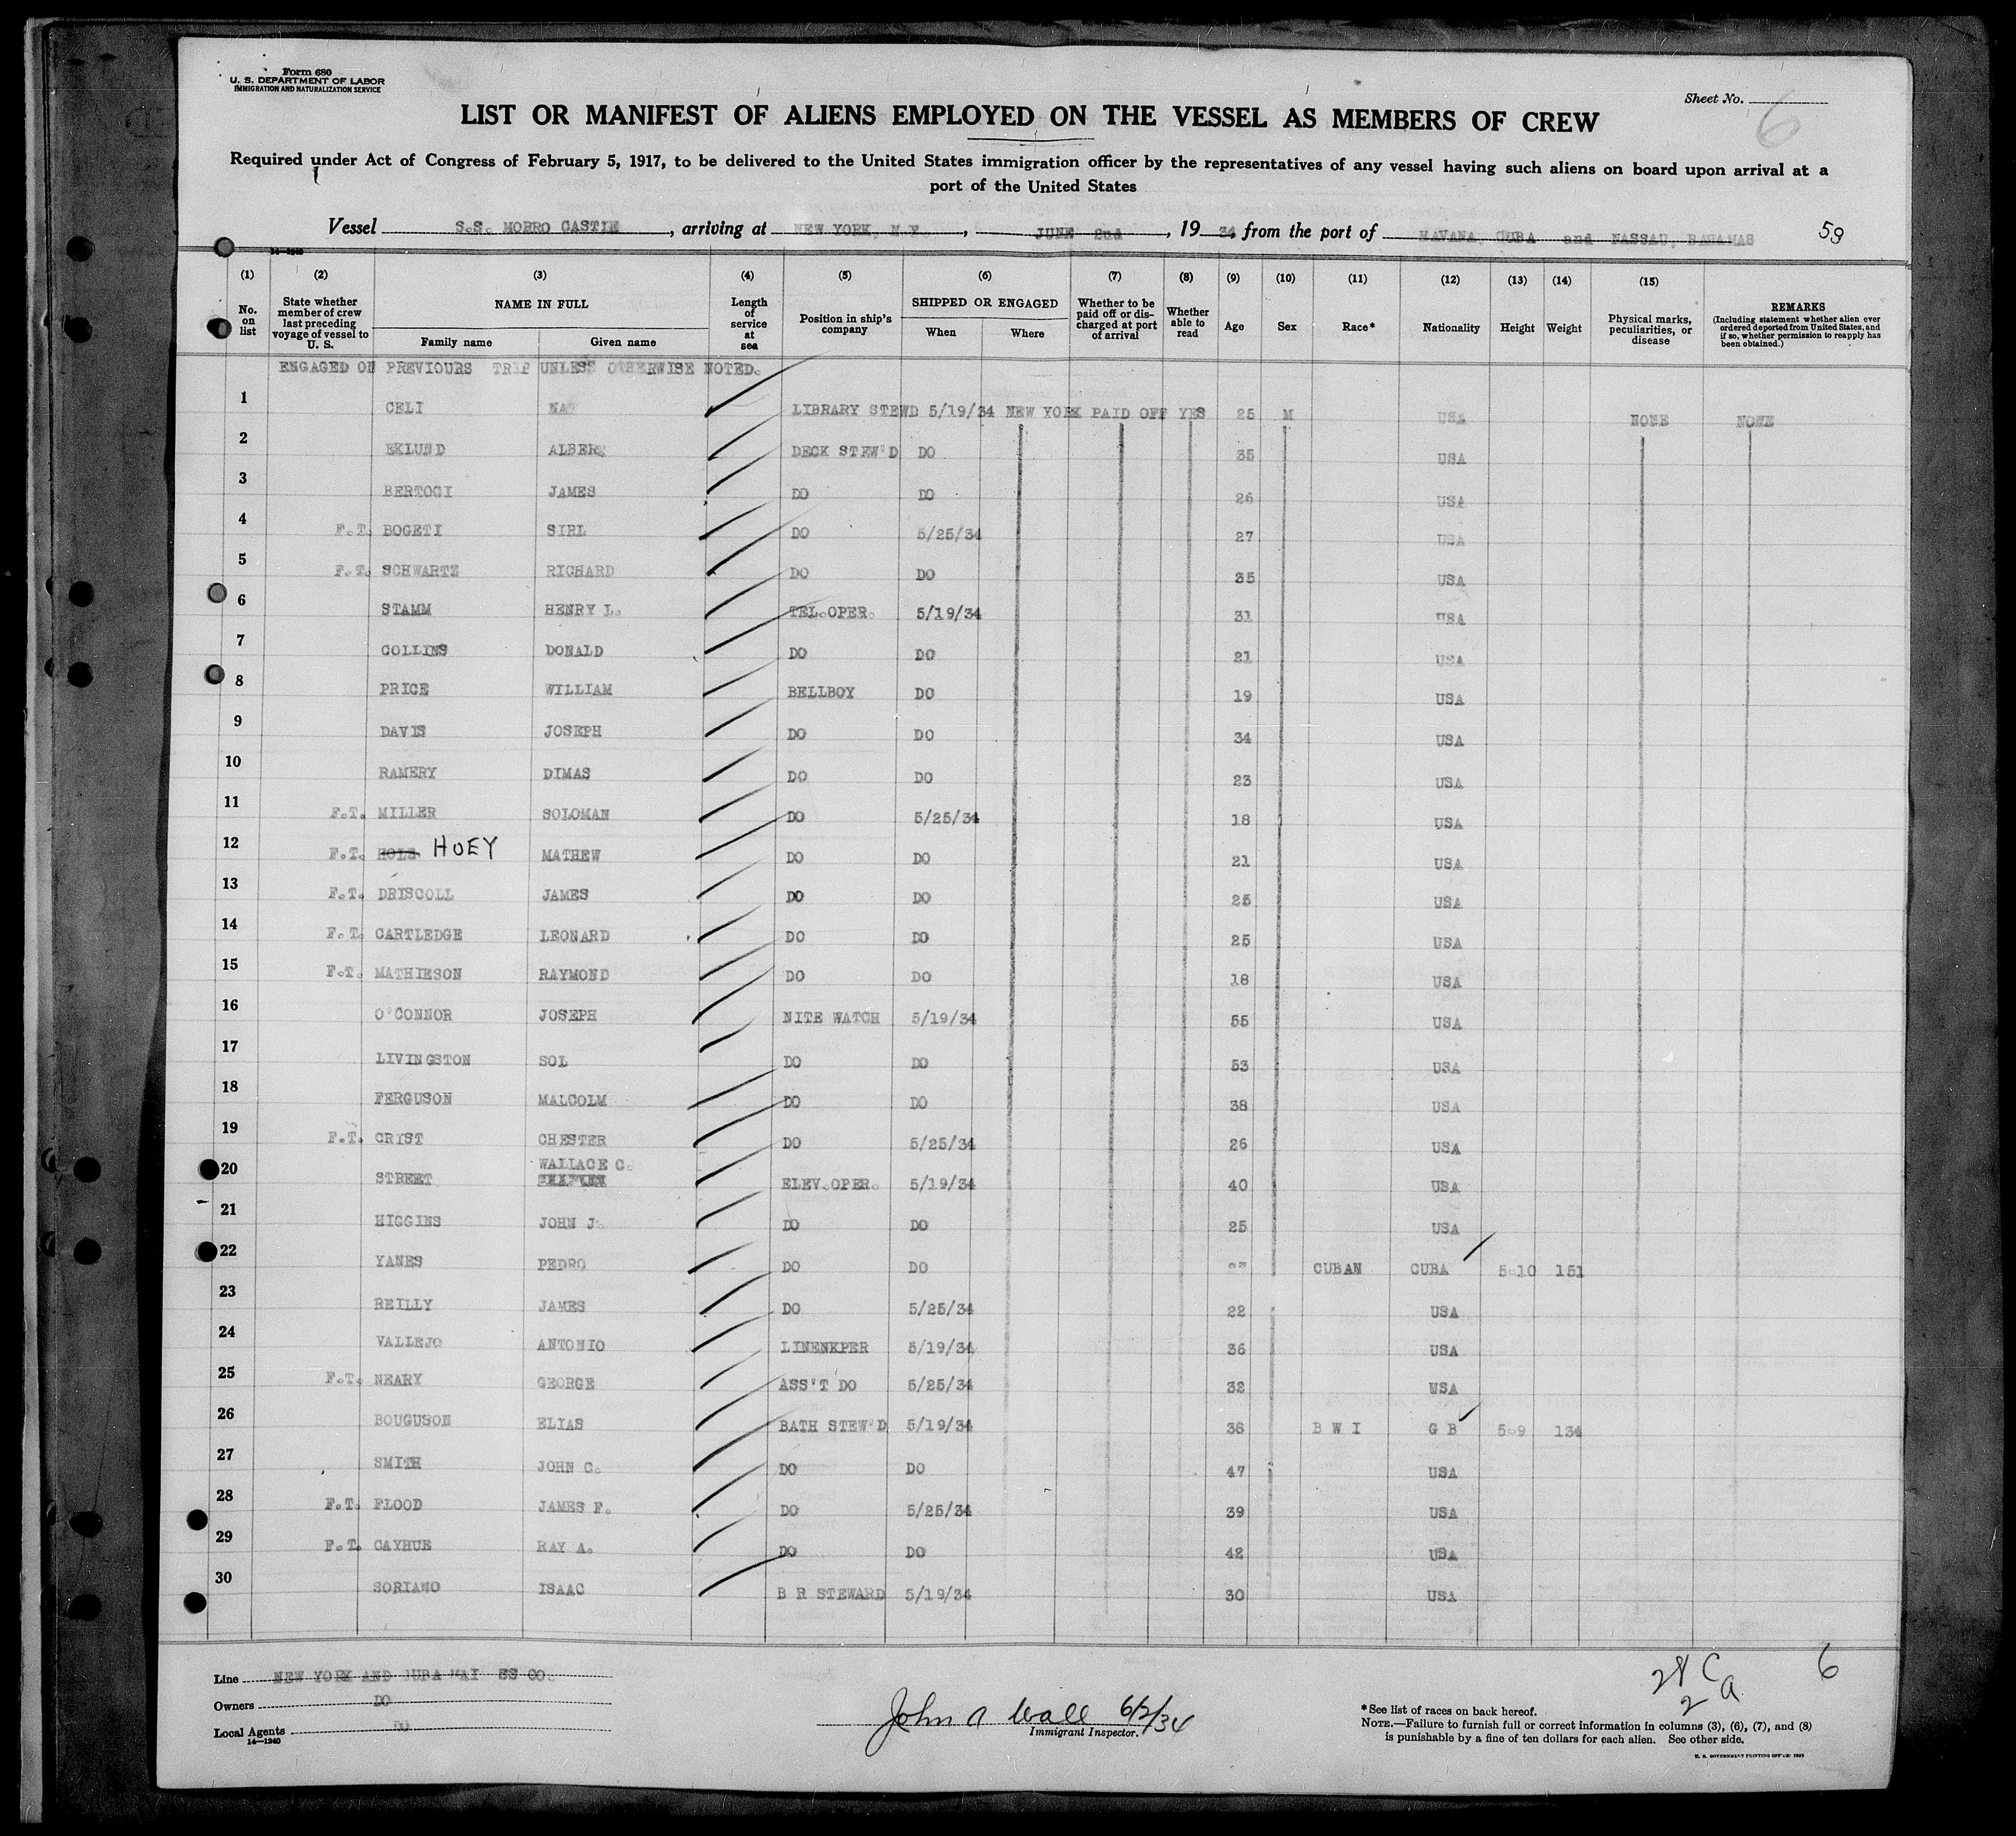 Form 680
U. S. DEPARTMENT OF LABOR
IMMIGRATION AND NATURALIZATION SERVICE
Sheet No. 6
LIST OR MANIFEST OF ALIENS EMPLOYED ON THE VESSEL AS MEMBERS OF CREW
Required under Act of Congress of February 5, 1917, to be delivered to the United States immigration officer by the representatives of any vessel having such aliens on board upon arrival at a
port of the United States
Vessel S.S. MORRO CASTLE, arriving at NEW YORK, N.Y., JUNE 2nd, 1934, from the port of HAVANA CUBA and NASSAU, BAHAMAS 59
14-1940
(1) (2) (3) (4) (5) (6) (7) (8) (9) (10) (11) (12) (13) (14) (15)
No. on list State whether member of crew last preceding voyage of vessel to U. S. NAME IN FULL Family name Given name Length of service at sea Position in ship's company SHIPPED OR ENGAGED When Where Whether to be paid off or discharged at port of arrival Whether able to read Age Sex Race* Nationality Height Weight Physical marks, peculiarities, or disease REMARKS (Including statement whether alien ever ordered deported from United States, and if so, whether permission to reapply has been obtained.)
ENGAGED ON PREVIOURS TRIP UNLESS OTHERWISE NOTED.
1 CELI NAT LIBRARY STEWD 5/19/34 NEW YORK PAID OFF YES 25 M USA NONE NONE
2 EKLUND ALBERT DECK STEW'D DO 35 USA
3 BERTOCI JAMES DO DO 26 USA
4 F.T. BOGETI SIRL DO 5/25/34 27 USA
5 F.T. SCHWARTZ RICHARD DO DO 35 USA
6 STAMM HENRY L. TEL.OPER. 5/19/34 31 USA
7 COLLINS DONALD DO DO 21 USA
8 PRICE WILLIAM BELLBOY DO 19 USA
9 DAVIS JOSEPH DO DO 34 USA
10 RAMERY DIMAS DO DO 23 USA
11 F.T. MILLER SOLOMAN DO 5/25/34 18 USA
12 F.T. HUEY MATHEW DO DO 21 USA
13 F.T. DRISCOLL JAMES DO DO 25 USA
14 F.T. CARTLEDGE LEONARD DO DO 25 USA
15 F.T. MATHIESON RAYMOND DO DO 18 USA
16 O'CONNOR JOSEPH NITE WATCH 5/19/34 55 USA
17 LIVINGSTON SOL DO DO 53 USA
18 FERGUSON MALCOLM DO DO 38 USA
19 F.T. CRIST CHESTER DO 5/25/34 26 USA
20 STREET WALLACE C. ELEV.OPER. 5/19/34 40 USA
21 HIGGINS JOHN J. DO DO 25 USA
22 YANES PEDRO DO DO 27 CUBAN CUBA 5-10 151
23 REILLY JAMES DO 5/25/34 22 USA
24 VALLEJO ANTONIO LINENKPER 5/19/34 36 USA
25 F.T. NEARY GEORGE ASS'T DO 5/25/34 32 USA
26 BOUGUSON ELIAS BATH STEW'D 5/19/34 38 B W I G B 5-9 134
27 SMITH JOHN C. DO DO 47 USA
28 F.T. FLOOD JAMES F. DO 5/25/34 39 USA
29 F.T. CAYHUE RAY A. DO DO 42 USA
30 SORIANO ISAAC B R STEWARD 5/19/34 30 USA
Line NEW YORK AND CUBA MAI SS CO.
Owners DO
Local Agents DO
14-1940
John A Wall 6/2/34
Immigrant Inspector.
28 C
2 A
6
*See list of races on back hereof.
NOTE.—Failure to furnish full or correct information in columns (3), (6), (7), and (8)
is punishable by a fine of ten dollars for each alien. See other side.
U. S. GOVERNMENT PRINTING OFFICE: